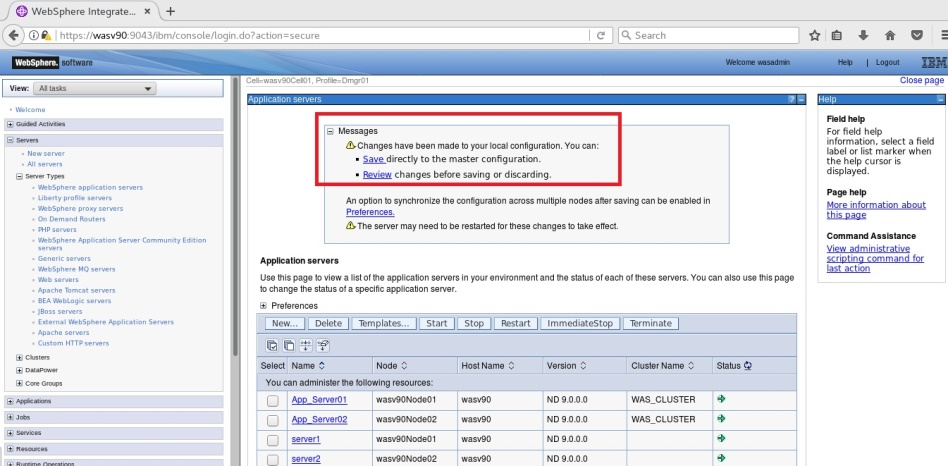 WebSphere Integrate...
https://wasv90:9043/ibm/console/login.do?action=secure
Search
WebSphere. software
Welcome wasadmin
Help | Logout
IBM
View: All tasks
Cell=wasv90Cell01, Profile=Dmgr01
Close page
Welcome
Guided Activities
Servers
New server
All servers
Server Types
WebSphere application servers
Liberty profile servers
WebSphere proxy servers
On Demand Routers
PHP servers
WebSphere Application Server Community Edition
servers
Generic servers
WebSphere MQ servers
Web servers
Apache Tomcat servers
BEA WebLogic servers
JBoss servers
External WebSphere Application Servers
Apache servers
Custom HTTP servers
Clusters
DataPower
Core Groups
Applications
Jobs
Services
Resources
Runtime Operations
Application servers
Messages
Changes have been made to your local configuration. You can:
Save directly to the master configuration.
Review changes before saving or discarding.
An option to synchronize the configuration across multiple nodes after saving can be enabled in
Preferences.
The server may need to be restarted for these changes to take effect.
Application servers
Use this page to view a list of the application servers in your environment and the status of each of these servers. You can also use this page
to change the status of a specific application server.
Preferences
New... Delete Templates... Start Stop Restart ImmediateStop Terminate
Select Name Node Host Name Version Cluster Name Status
You can administer the following resources:
App_Server01 wasv90Node01 wasv90 ND 9.0.0.0 WAS_CLUSTER
App_Server02 wasv90Node02 wasv90 ND 9.0.0.0 WAS_CLUSTER
server1 wasv90Node01 wasv90 ND 9.0.0.0
server2 wasv90Node02 wasv90 ND 9.0.0.0
Help
Field help
For field help
information, select a field
label or list marker when
the help cursor is
displayed.
Page help
More information about
this page
Command Assistance
View administrative
scripting command for
last action